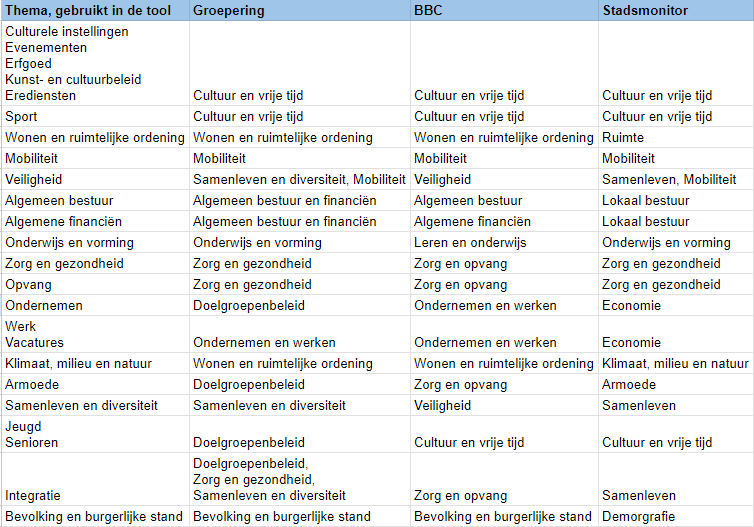 Thema, gebruikt in de tool Groepering BBC Stadsmonitor
Culturele instellingen
Evenementen
Erfgoed
Kunst- en cultuurbeleid
Erediensten Cultuur en vrije tijd Cultuur en vrije tijd Cultuur en vrije tijd
Sport Cultuur en vrije tijd Cultuur en vrije tijd Cultuur en vrije tijd
Wonen en ruimtelijke ordening Wonen en ruimtelijke ordening Wonen en ruimtelijke ordening Ruimte
Mobiliteit Mobiliteit Mobiliteit Mobiliteit
Veiligheid Samenleven en diversiteit, Mobiliteit Veiligheid Samenleven, Mobiliteit
Algemeen bestuur Algemeen bestuur en financiën Algemeen bestuur Lokaal bestuur
Algemene financiën Algemeen bestuur en financiën Algemene financiën Lokaal bestuur
Onderwijs en vorming Onderwijs en vorming Leren en onderwijs Onderwijs en vorming
Zorg en gezondheid Zorg en gezondheid Zorg en opvang Zorg en gezondheid
Opvang Zorg en gezondheid Zorg en opvang Zorg en gezondheid
Ondernemen Doelgroepenbeleid Ondernemen en werken Economie
Werk
Vacatures Ondernemen en werken Ondernemen en werken Economie
Klimaat, milieu en natuur Wonen en ruimtelijke ordening Wonen en ruimtelijke ordening Klimaat, milieu en natuur
Armoede Doelgroepenbeleid Zorg en opvang Armoede
Samenleven en diversiteit Samenleven en diversiteit Veiligheid Samenleven
Jeugd
Senioren Doelgroepenbeleid Cultuur en vrije tijd Cultuur en vrije tijd
Doelgroepenbeleid,
Zorg en gezondheid,
Integratie Samenleven en diversiteit Zorg en opvang Samenleven
Bevolking en burgerlijke stand Bevolking en burgerlijke stand Bevolking en burgerlijke stand Demorgrafie